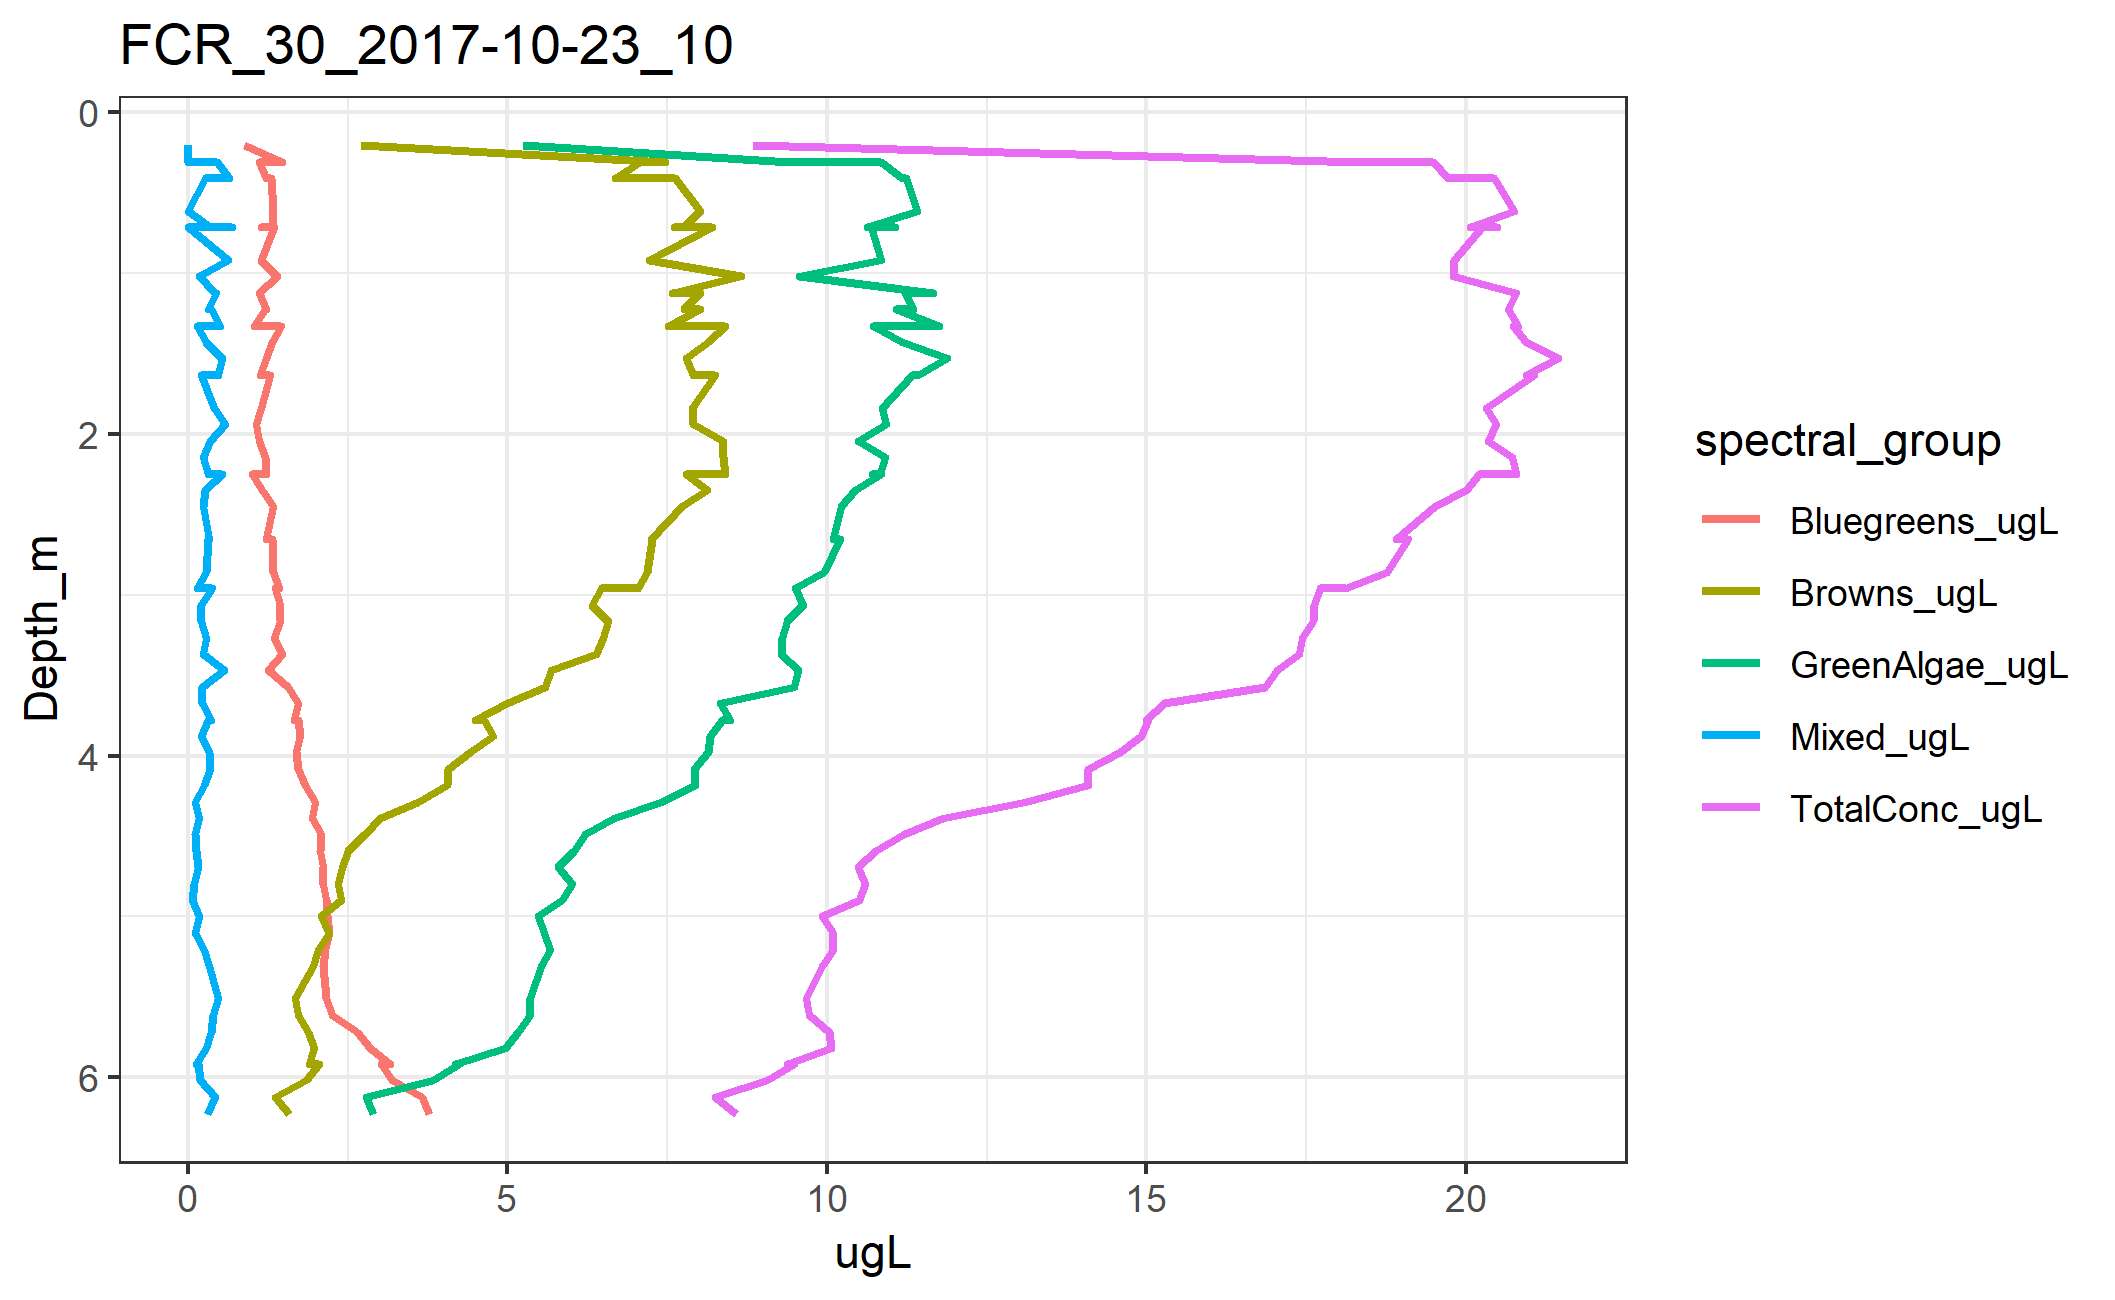 FCR_30_2017-10-23_10
0
2
4
6
Depth_m
0 5 10 15 20
ugL
spectral_group
Bluegreens_ugL
Browns_ugL
GreenAlgae_ugL
Mixed_ugL
TotalConc_ugL